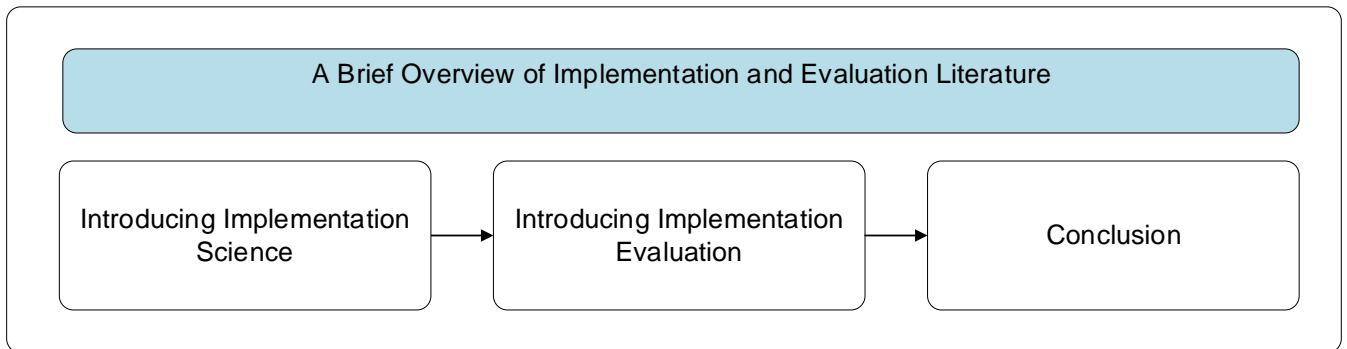 A Brief Overview of Implementation and Evaluation Literature
Introducing Implementation
Science
Introducing Implementation
Evaluation
Conclusion